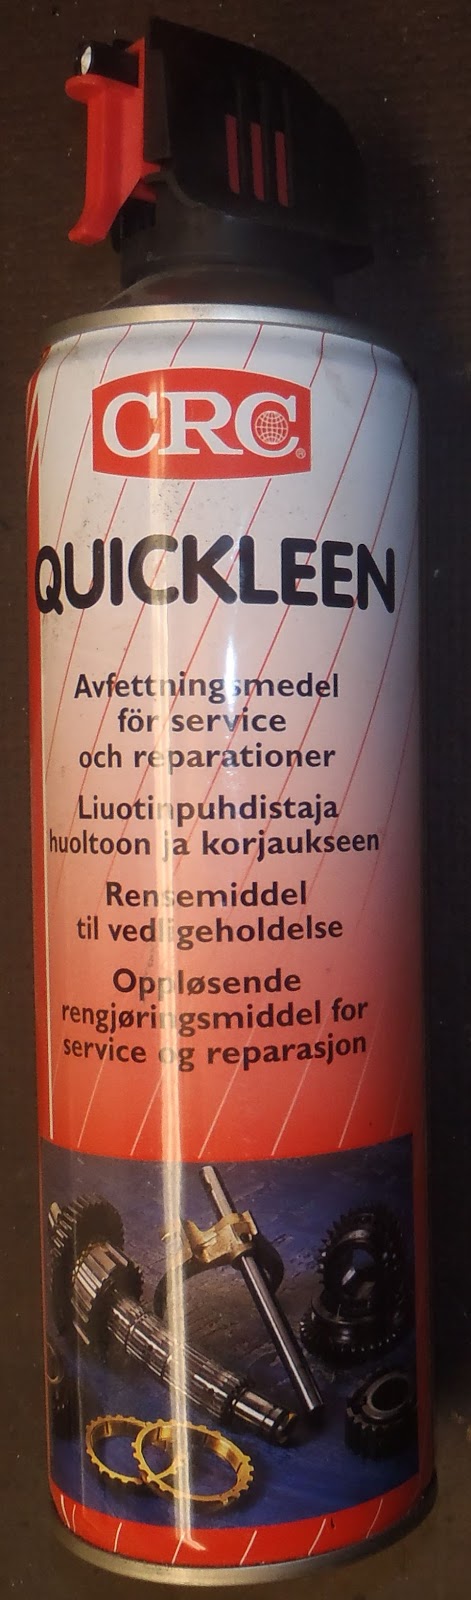 CRC®
QUICKLEEN
Avfettningsmedel
för service
och reparationer
Liuotinpuhdistaja
huoltoon ja korjaukseen
Rensemiddel
til vedligeholdelse
Oppløsende
rengjøringsmiddel for
service og reparasjon